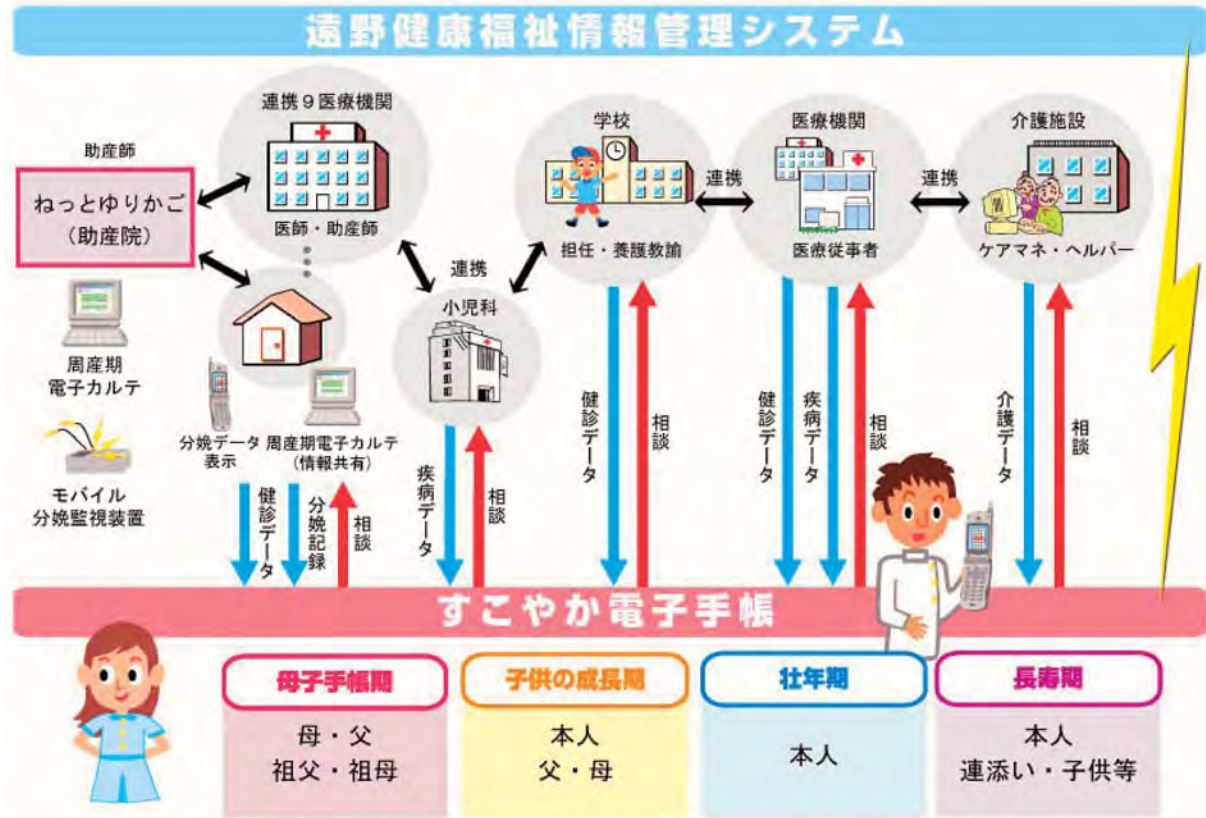 遠野健康福祉情報管理システム
助産師
ねっとゆりかご
（助産院）
連携９医療機関
医師・助産師
連携
小児科
学校
担任・養護教諭
連携
医療機関
医療従事者
連携
介護施設
ケアマネ・ヘルパー
周産期
電子カルテ
モバイル
分娩監視装置
分娩データ
表示
周産期電子カルテ
（情報共有）
健診データ
分娩記録
相談
疾病データ
相談
健診データ
相談
健診データ
疾病データ
相談
介護データ
相談
すこやか電子手帳
母子手帳期
母・父
祖父・祖母
子供の成長期
本人
父・母
壮年期
本人
長寿期
本人
連添い・子供等